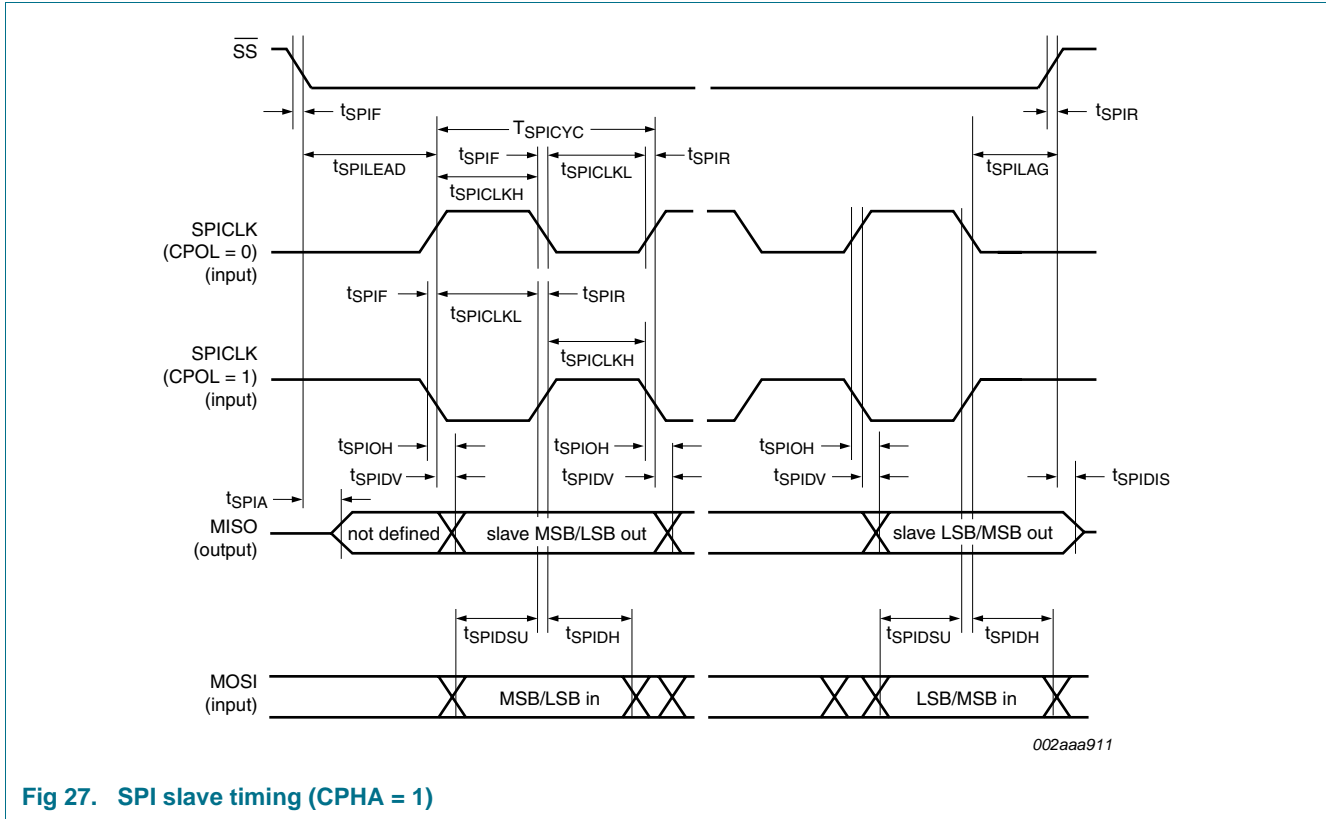 SS
tSPIF
TSPICYC
tSPIR
tSPILEAD
tSPIF
tSPICLKL
tSPIR
tSPILAG
tSPICLKH
SPICLK
(CPOL = 0)
(input)
tSPIF
tSPIR
tSPICLKL
SPICLK
(CPOL = 1)
(input)
tSPICLKH
tSPIOH
tSPIOH
tSPIOH
tSPIDV
tSPIDV
tSPIDV
tSPIDIS
tSPIA
MISO
(output)
not defined
slave MSB/LSB out
slave LSB/MSB out
tSPIDSU
tSPIDH
tSPIDSU
tSPIDH
MOSI
(input)
MSB/LSB in
LSB/MSB in
002aaa911
Fig 27. SPI slave timing (CPHA = 1)